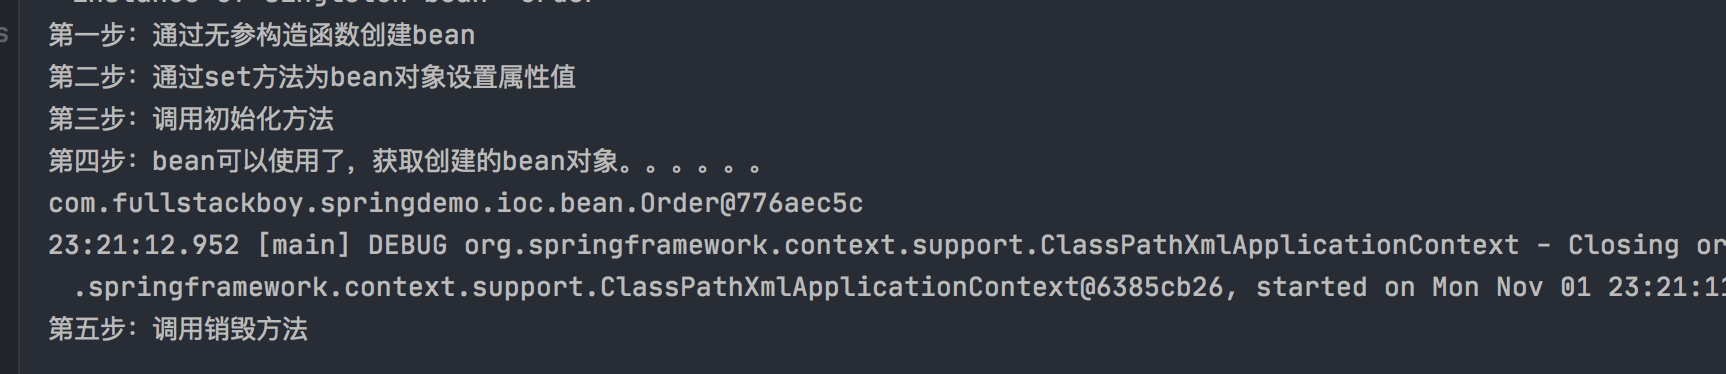 第一步：通过无参构造函数创建bean
s
第二步：通过set方法为bean对象设置属性值
第三步：调用初始化方法
第四步：bean可以使用了，获取创建的bean对象。。。。。。
com.fullstackboy.springdemo.ioc.bean.Order@776aec5c
23:21:12.952 [main] DEBUG org.springframework.context.support.ClassPathXmlApplicationContext - Closing or
.springframework.context.support.ClassPathXmlApplicationContext@6385cb26, started on Mon Nov 01 23:21:11
第五步：调用销毁方法